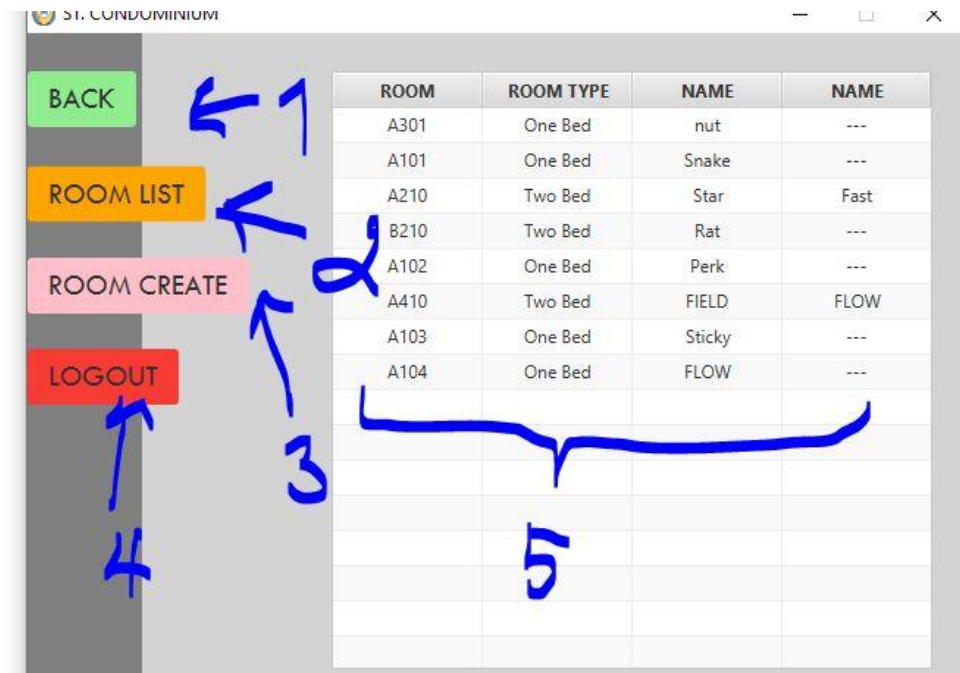 ST. CONDOMINIUM
BACK
1
ROOM LIST
2
ROOM CREATE
3
LOGOUT
4
ROOM ROOM TYPE NAME NAME
A301 One Bed nut ---
A101 One Bed Snake ---
A210 Two Bed Star Fast
B210 Two Bed Rat ---
A102 One Bed Perk ---
A410 Two Bed FIELD FLOW
A103 One Bed Sticky ---
A104 One Bed FLOW ---
5